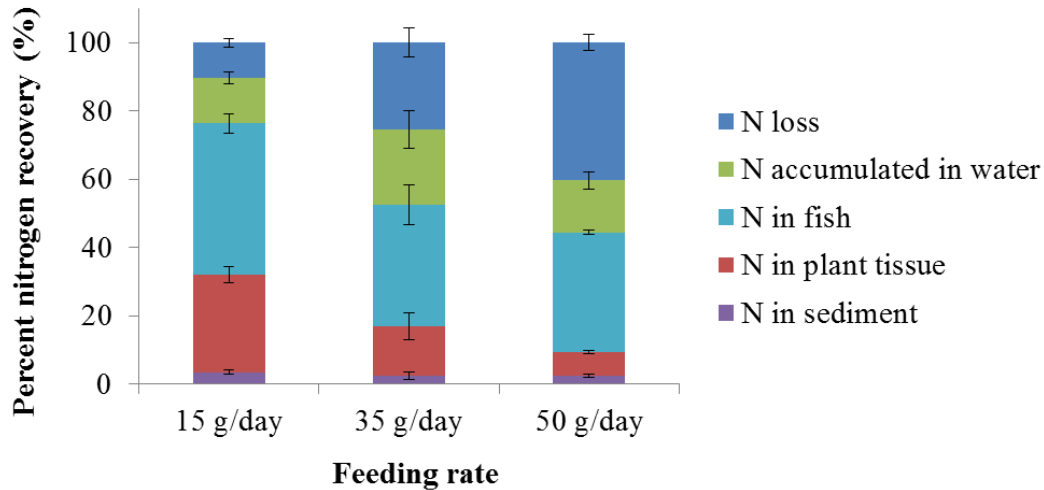 Percent nitrogen recovery (%)
100
80
60
40
20
0
15 g/day
35 g/day
50 g/day
Feeding rate
N loss
N accumulated in water
N in fish
N in plant tissue
N in sediment